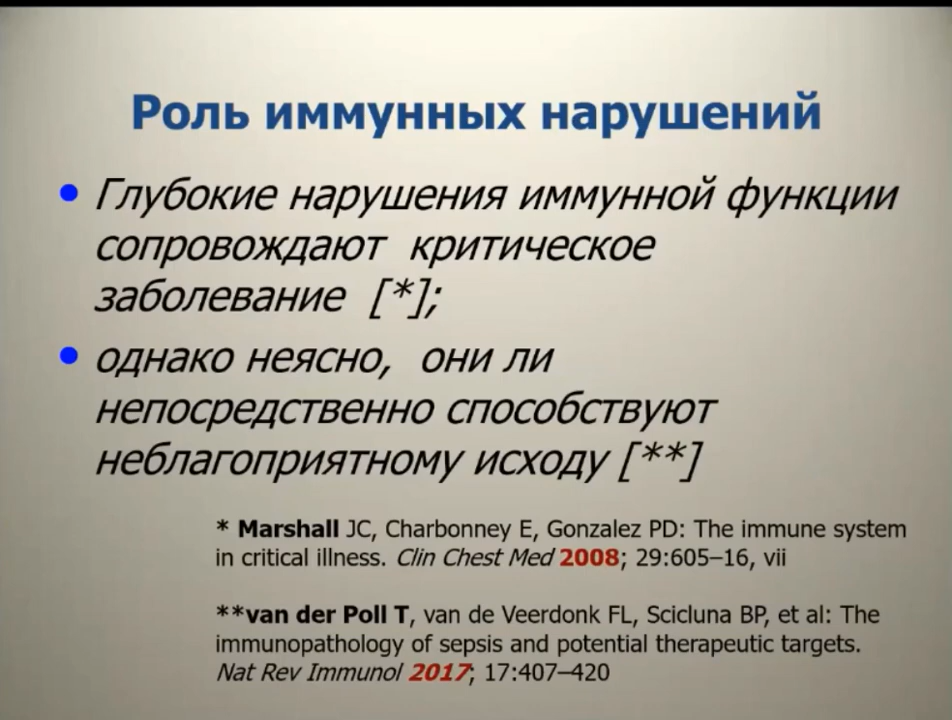 Роль иммунных нарушений
• Глубокие нарушения иммунной функции
сопровождают критическое
заболевание [*];
• однако неясно, они ли
непосредственно способствуют
неблагоприятному исходу [**]
* Marshall JC, Charbonney E, Gonzalez PD: The immune system
in critical illness. Clin Chest Med 2008; 29:605–16, vii
**van der Poll T, van de Veerdonk FL, Scicluna BP, et al: The
immunopathology of sepsis and potential therapeutic targets.
Nat Rev Immunol 2017; 17:407–420